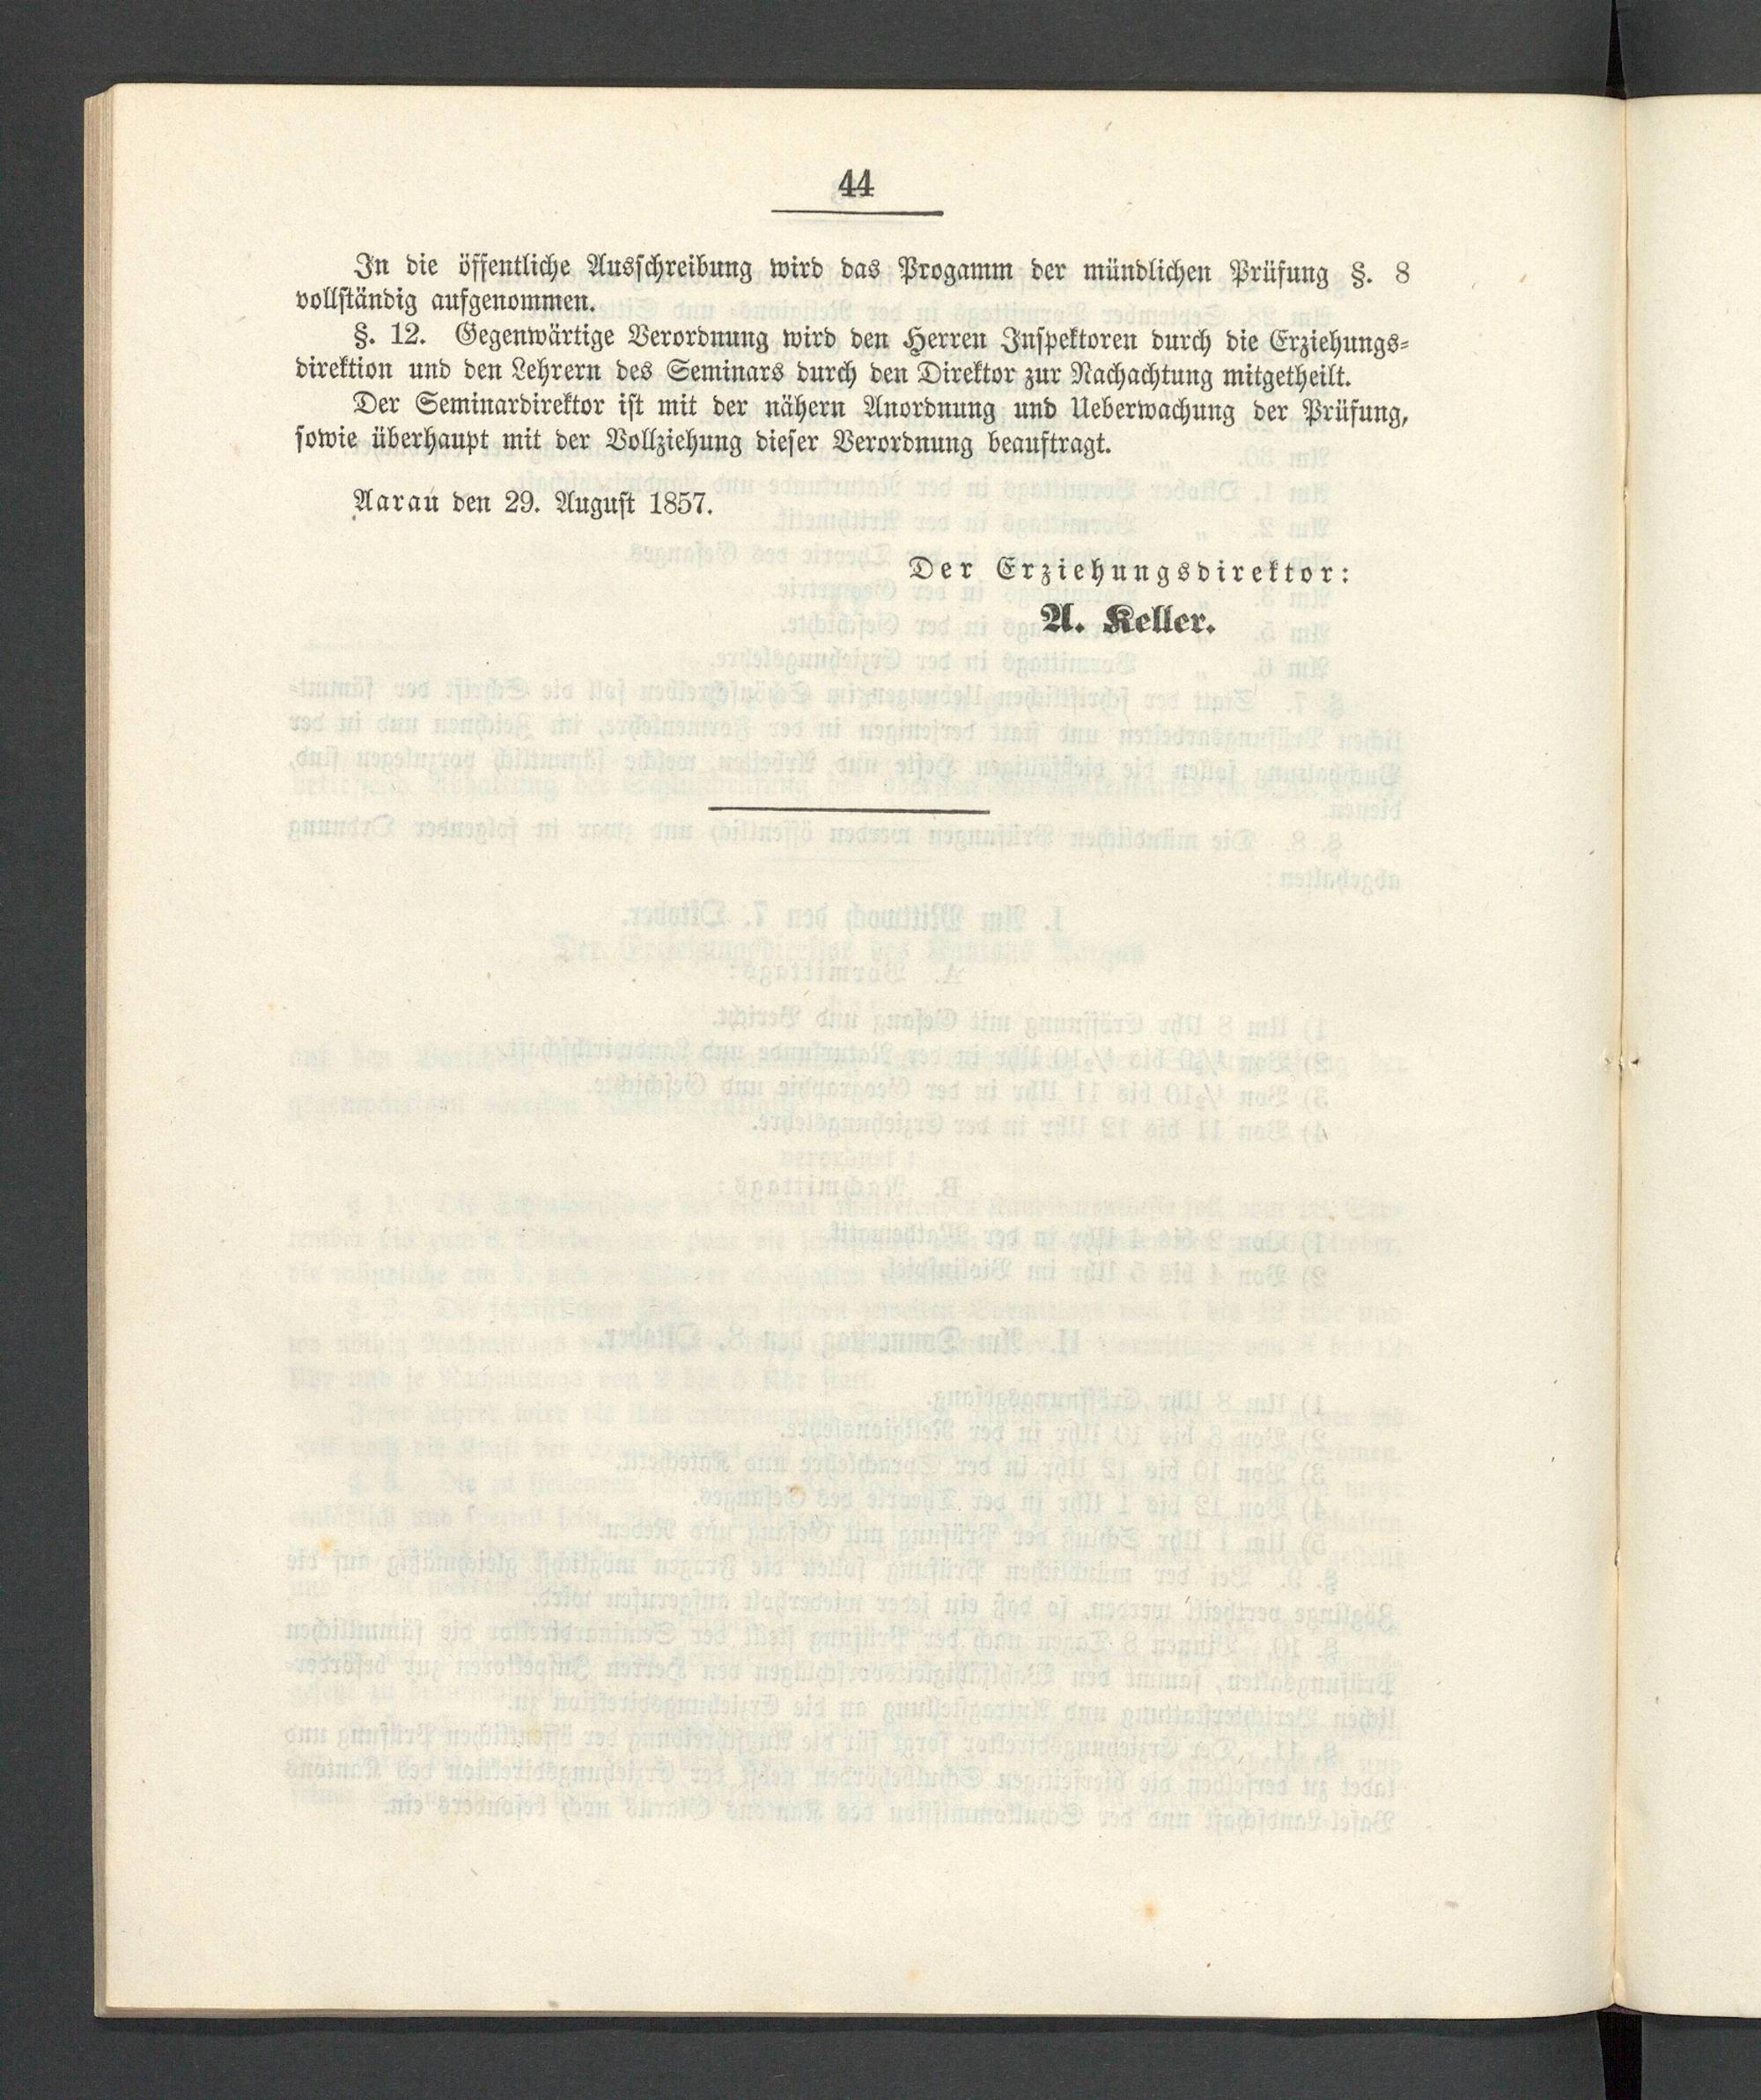 44
In die öffentliche Ausschreibung wird das Progamm der mündlichen Prüfung §. 8
vollständig aufgenommen.
§. 12. Gegenwärtige Verordnung wird den Herren Inspektoren durch die Erziehungs-
direktion und den Lehrern des Seminars durch den Direktor zur Nachachtung mitgetheilt.
Der Seminardirektor ist mit der nähern Anordnung und Ueberwachung der Prüfung,
sowie überhaupt mit der Vollziehung dieser Verordnung beauftragt.
Aarau den 29. August 1857.
Der Erziehungsdirektor:
A. Keller.